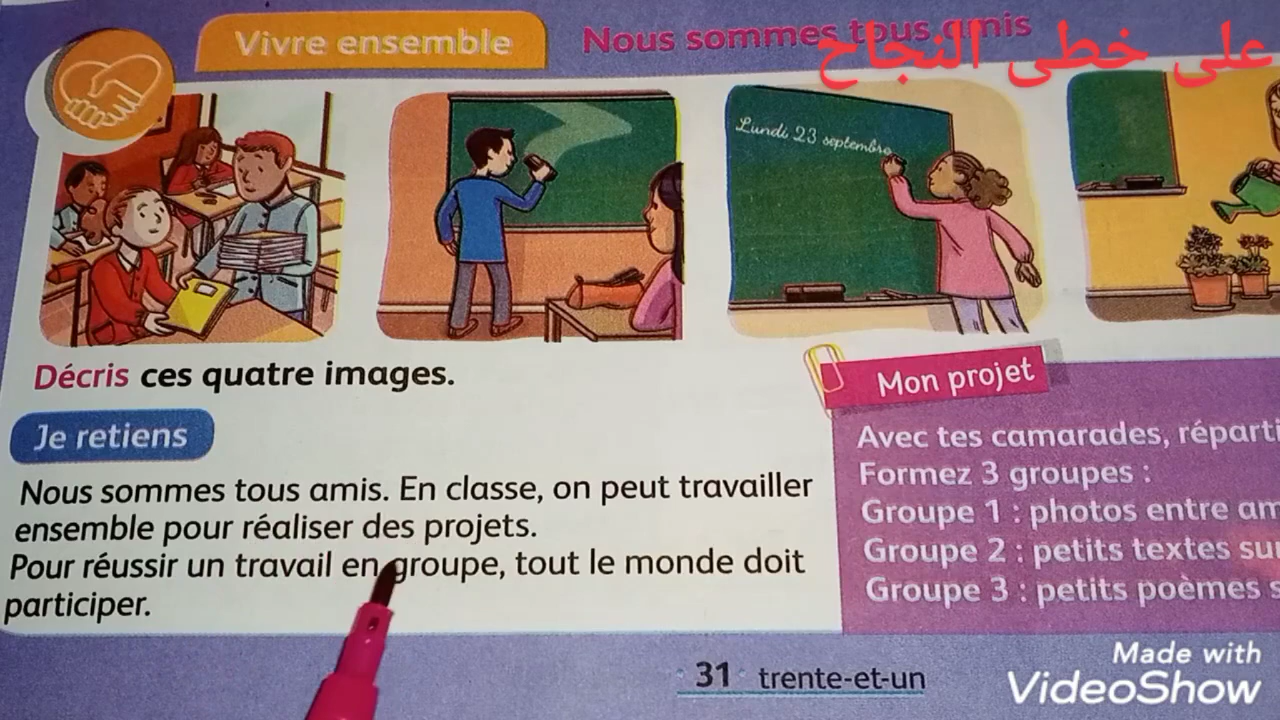 Vivre ensemble
Nous sommes tous amis
على خطى النجاح
Lundi 23 septembre
Décris ces quatre images.
Je retiens
Nous sommes tous amis. En classe, on peut travailler
ensemble pour réaliser des projets.
Pour réussir un travail en groupe, tout le monde doit
participer.
Mon projet
Avec tes camarades, réparti
Formez 3 groupes :
Groupe 1 : photos entre am
Groupe 2 : petits textes sur
Groupe 3 : petits poèmes s
31 trente-et-un
Made with
VideoShow